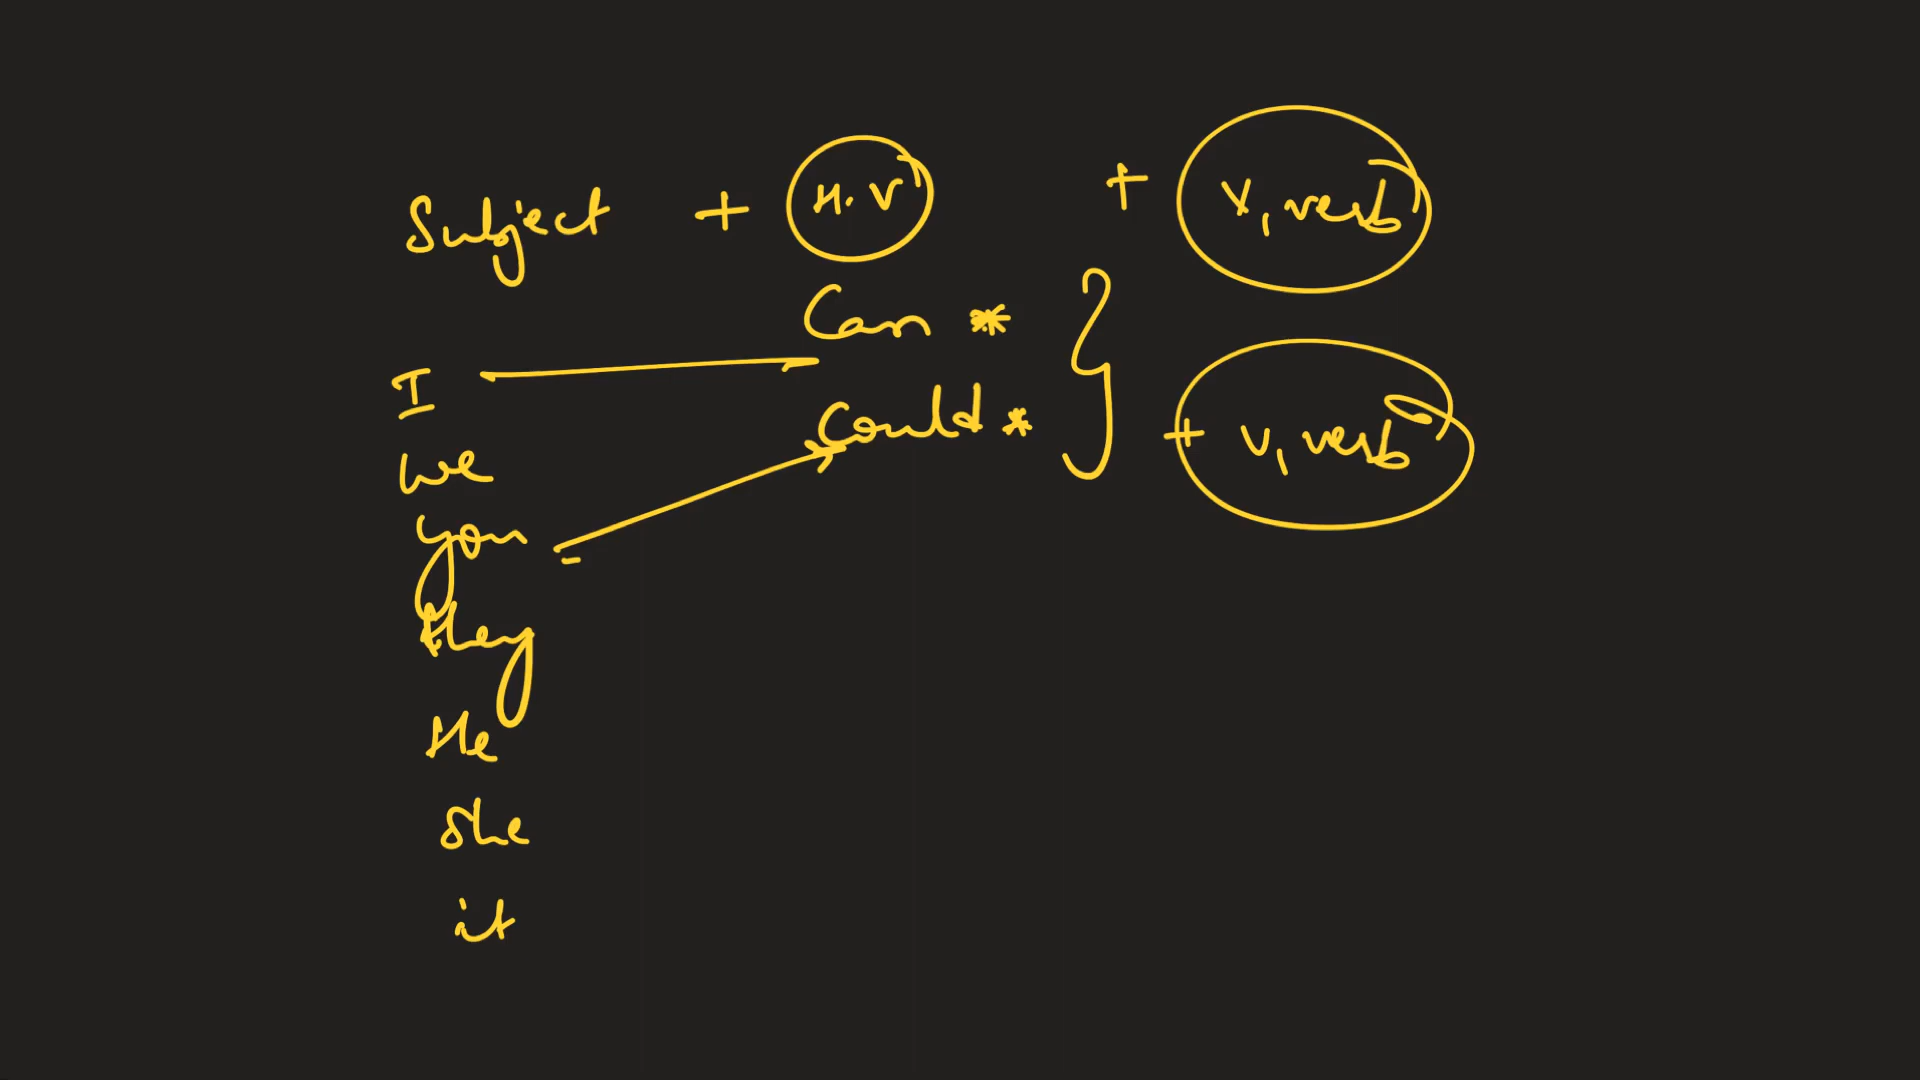 Subject + H.V + V1 verb
Can *
I
Could * + V1 verb
we
you
they
He
she
it